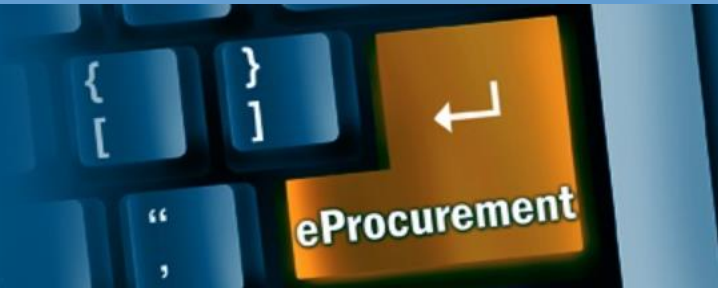 { }
[ ]
“
,
eProcurement